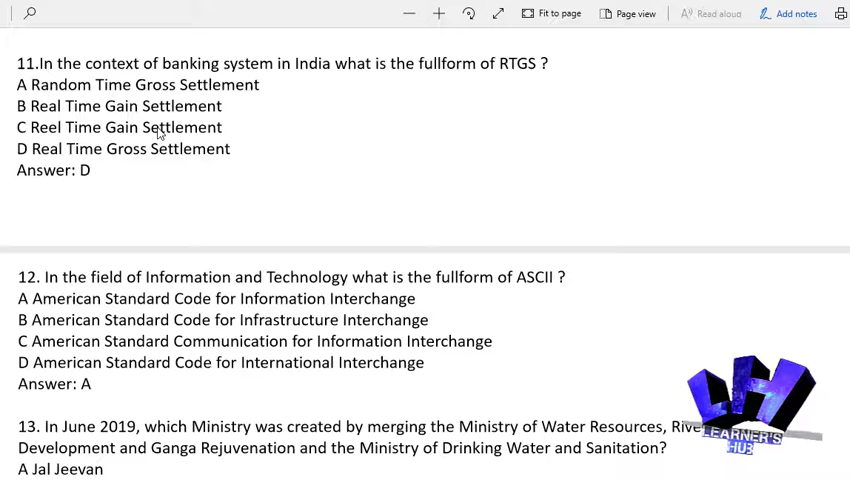 Fit to page
Page view
Read aloud
Add notes
11.In the context of banking system in India what is the fullform of RTGS ?
A Random Time Gross Settlement
B Real Time Gain Settlement
C Reel Time Gain Settlement
D Real Time Gross Settlement
Answer: D
12. In the field of Information and Technology what is the fullform of ASCII ?
A American Standard Code for Information Interchange
B American Standard Code for Infrastructure Interchange
C American Standard Communication for Information Interchange
D American Standard Code for International Interchange
Answer: A
13. In June 2019, which Ministry was created by merging the Ministry of Water Resources,
Development and Ganga Rejuvenation and the Ministry of Drinking Water and Sanitation?
A Jal Jeevan
LH
LEARNER'S
HUB